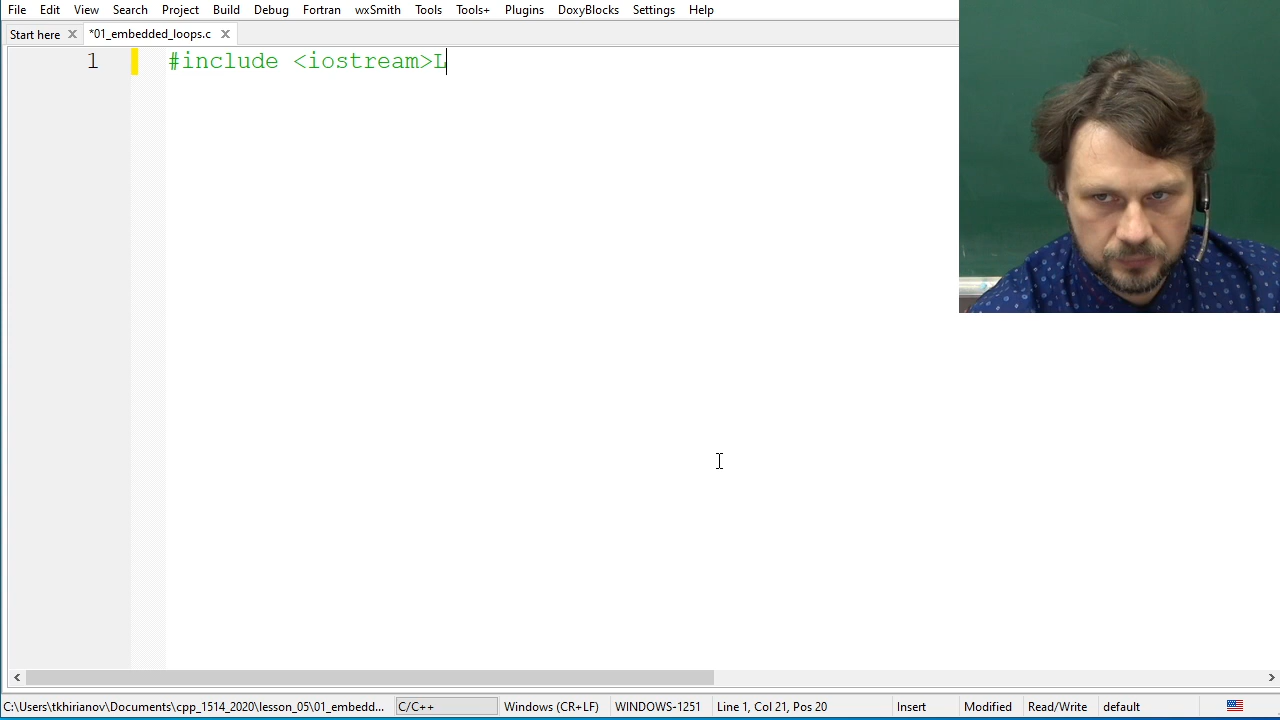 File Edit View Search Project Build Debug Fortran wxSmith Tools Tools+ Plugins DoxyBlocks Settings Help
Start here *01_embedded_loops.c
1 #include <iostream>L
C:\Users\tkhirianov\Documents\cpp_1514_2020\lesson_05\01_embedd... C/C++ Windows (CR+LF) WINDOWS-1251 Line 1, Col 21, Pos 20 Insert Modified Read/Write default